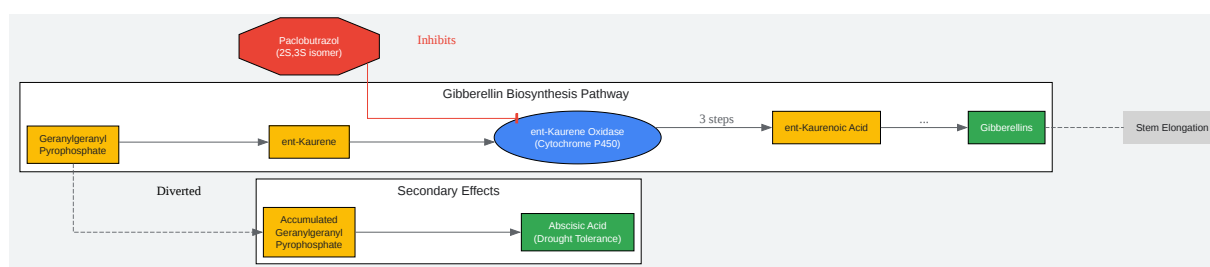 Paclobutrazol
(2S,3S isomer)
Inhibits
Gibberellin Biosynthesis Pathway
Geranylgeranyl
Pyrophosphate
ent-Kaurene
ent-Kaurene Oxidase
(Cytochrome P450)
3 steps
ent-Kaurenoic Acid
...
Gibberellins
Stem Elongation
Diverted
Secondary Effects
Accumulated
Geranylgeranyl
Pyrophosphate
Abscisic Acid
(Drought Tolerance)